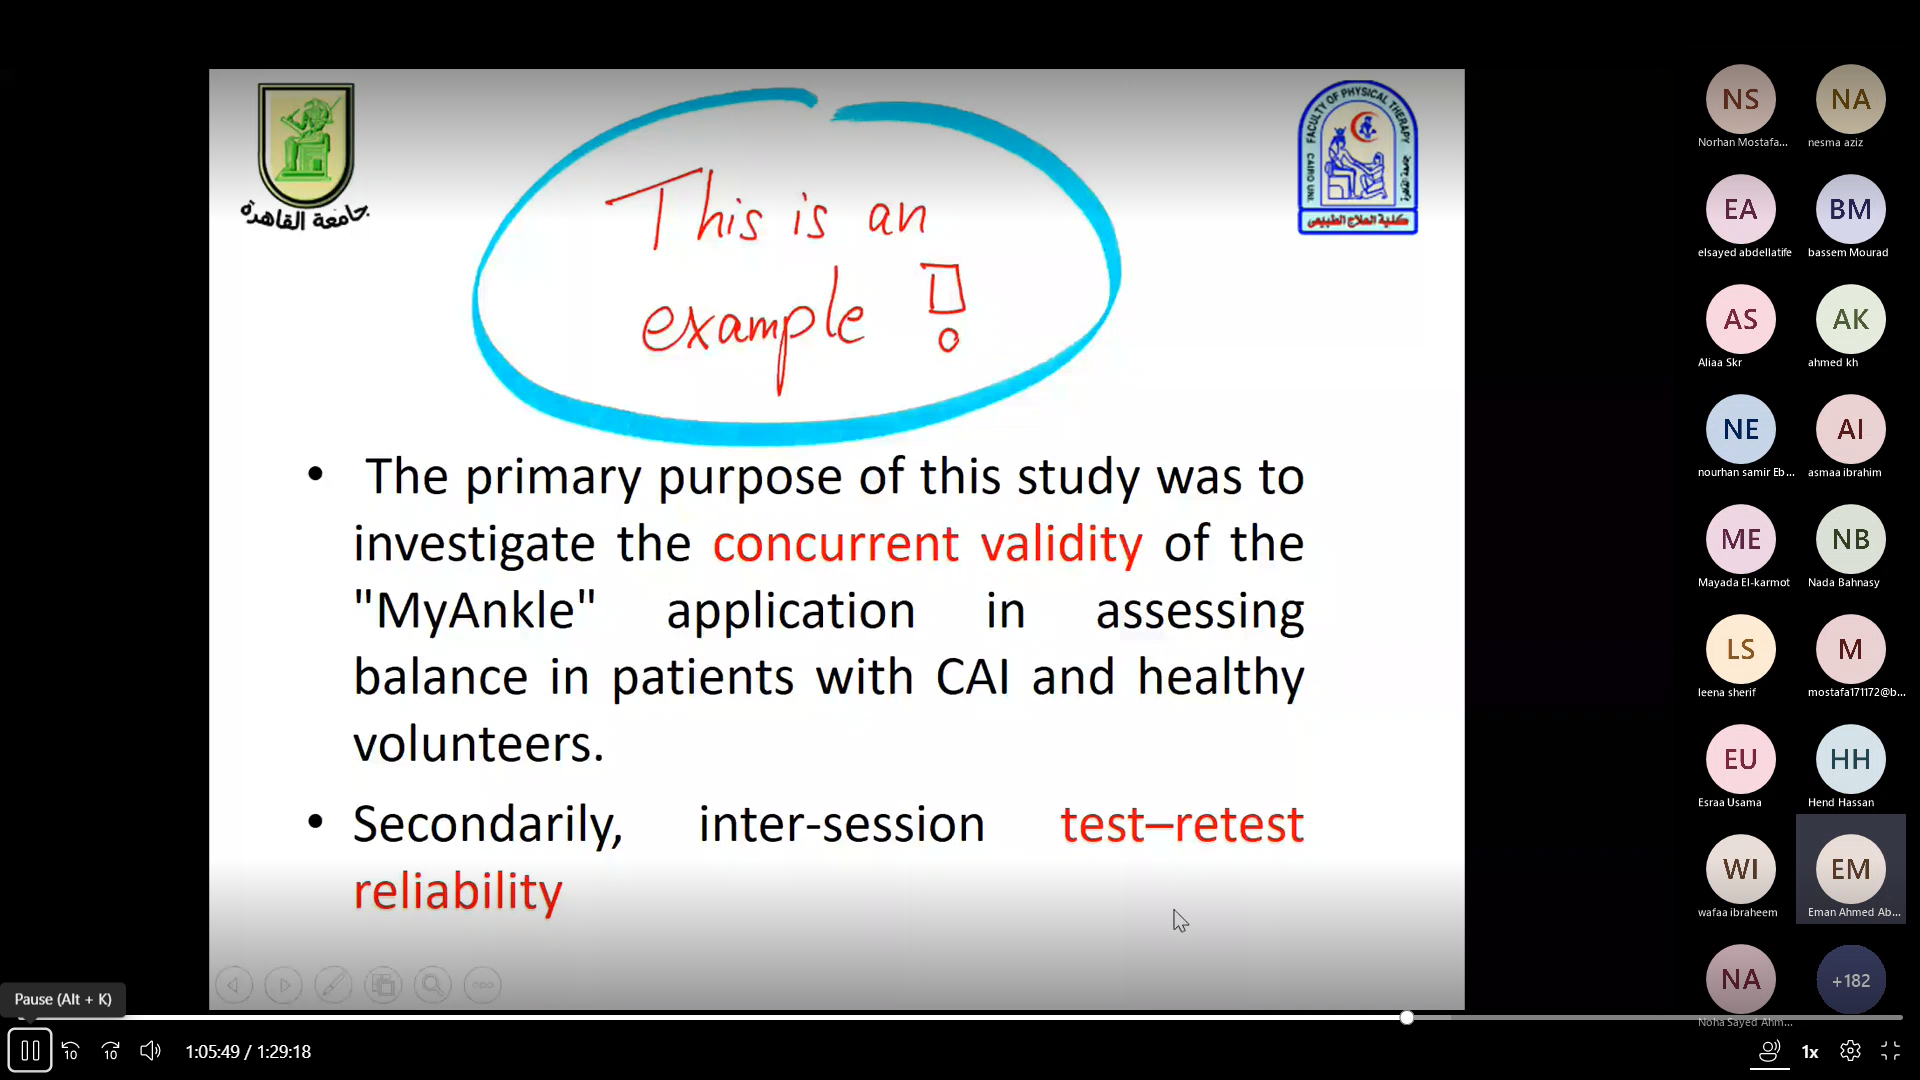 جامعة القاهرة
FACULTY OF PHYSICAL THERAPY
CAIRO UNI.
كلية العلاج الطبيعى
This is an
example !
• The primary purpose of this study was to
investigate the concurrent validity of the
"MyAnkle" application in assessing
balance in patients with CAI and healthy
volunteers.
• Secondarily, inter-session test–retest
reliability
NS
NA
Norhan Mostafa...
nesma aziz
EA
BM
elsayed abdellatife
bassem Mourad
AS
AK
Aliaa Skr
ahmed kh
NE
AI
nourhan samir Eb...
asmaa ibrahim
ME
NB
Mayada El-karmot
Nada Bahnasy
LS
M
leena sherif
mostafa171172@b...
EU
HH
Esraa Usama
Hend Hassan
WI
EM
wafaa ibraheem
Eman Ahmed Ab...
NA
+182
Noha Sayed Ahm...
Pause (Alt + K)
10
10
1:05:49 / 1:29:18
1x